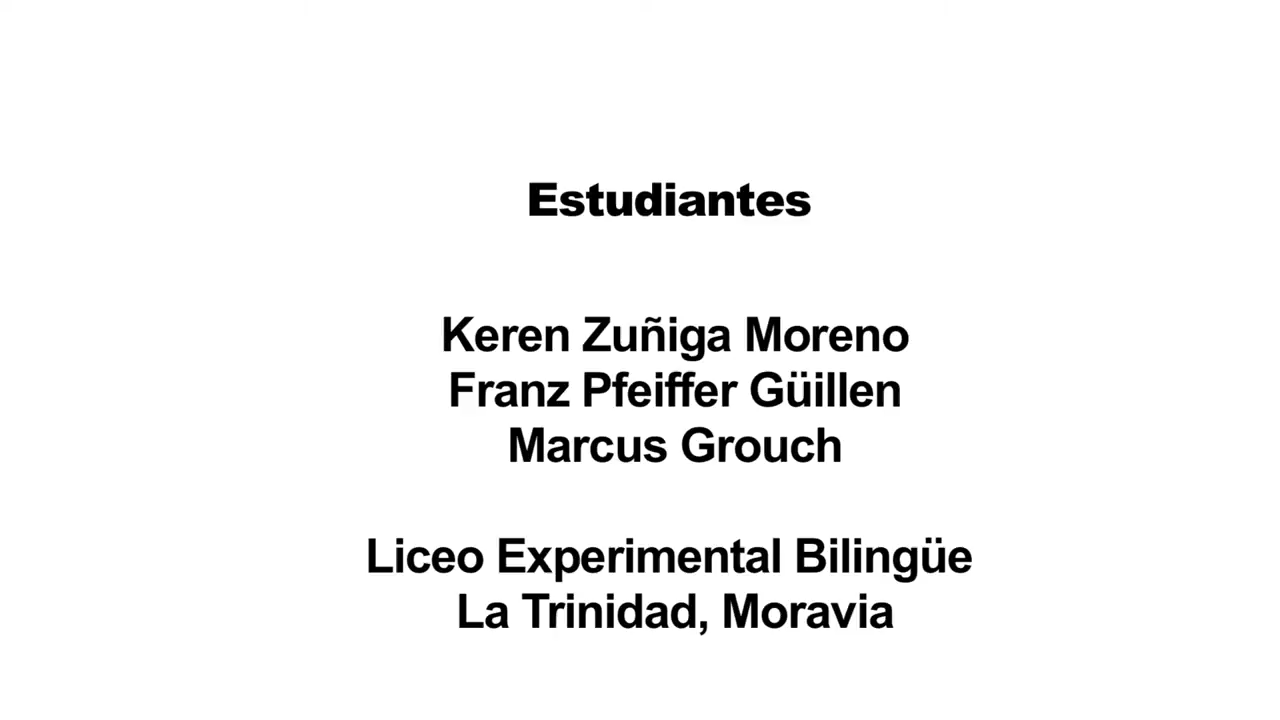 Estudiantes
Keren Zuñiga Moreno
Franz Pfeiffer Güillen
Marcus Grouch
Liceo Experimental Bilingüe
La Trinidad, Moravia